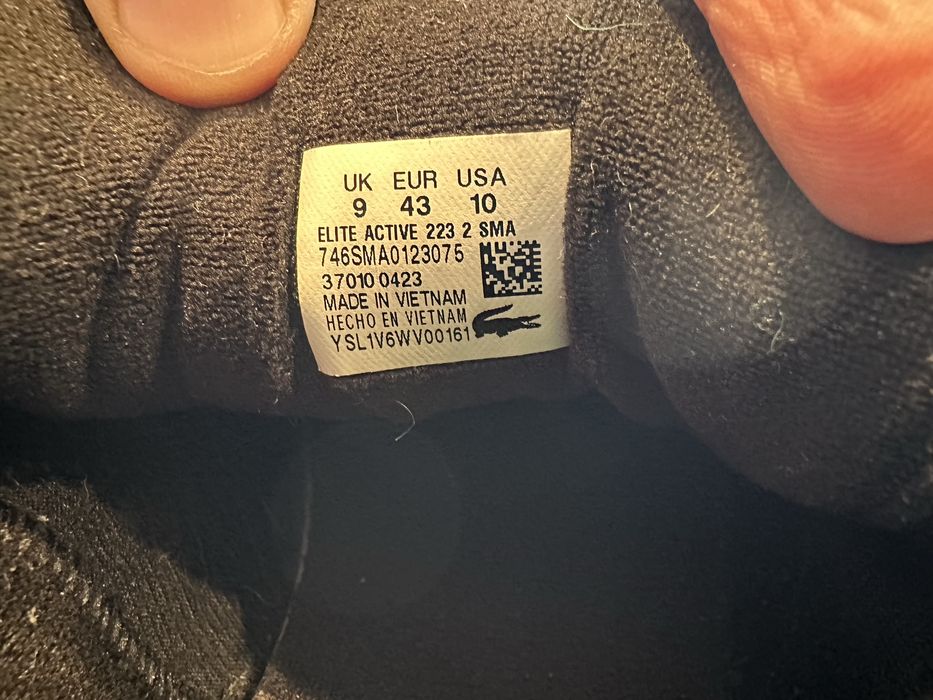 UK EUR USA
9 43 10
ELITE ACTIVE 223 2 SMA
746SMA0123075
37010 0423
MADE IN VIETNAM
HECHO EN VIETNAM
YSL1V6WV00161